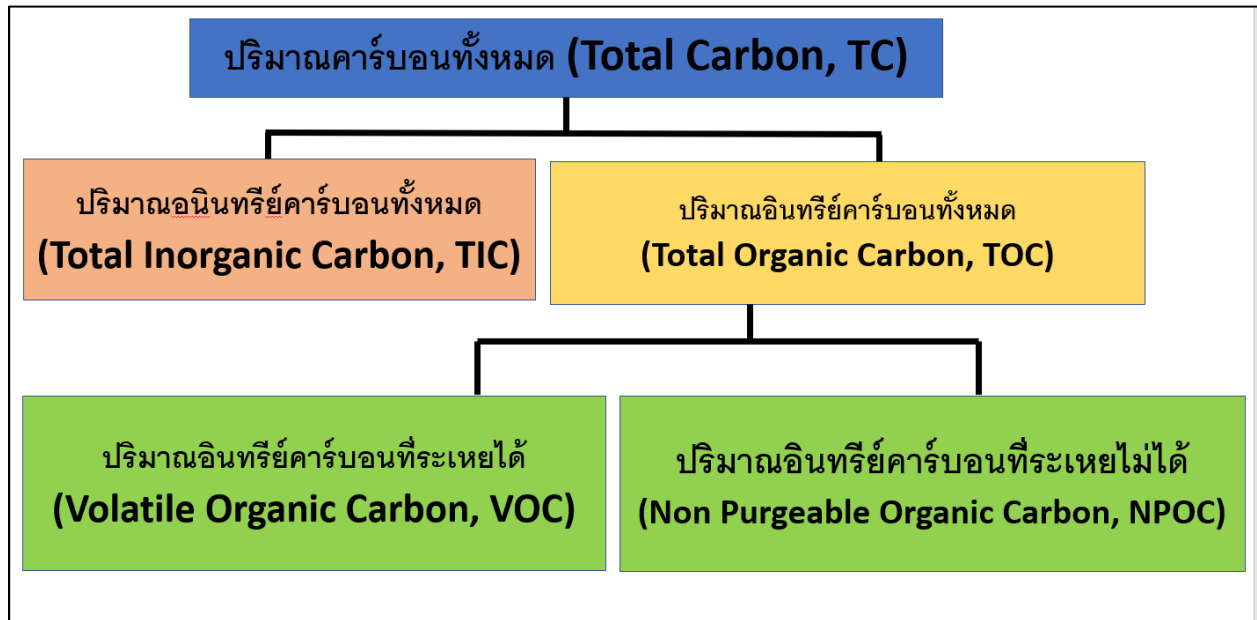 ปริมาณคาร์บอนทั้งหมด (Total Carbon, TC)
ปริมาณอนินทรีย์คาร์บอนทั้งหมด
(Total Inorganic Carbon, TIC)
ปริมาณอินทรีย์คาร์บอนทั้งหมด
(Total Organic Carbon, TOC)
ปริมาณอินทรีย์คาร์บอนที่ระเหยได้
(Volatile Organic Carbon, VOC)
ปริมาณอินทรีย์คาร์บอนที่ระเหยไม่ได้
(Non Purgeable Organic Carbon, NPOC)